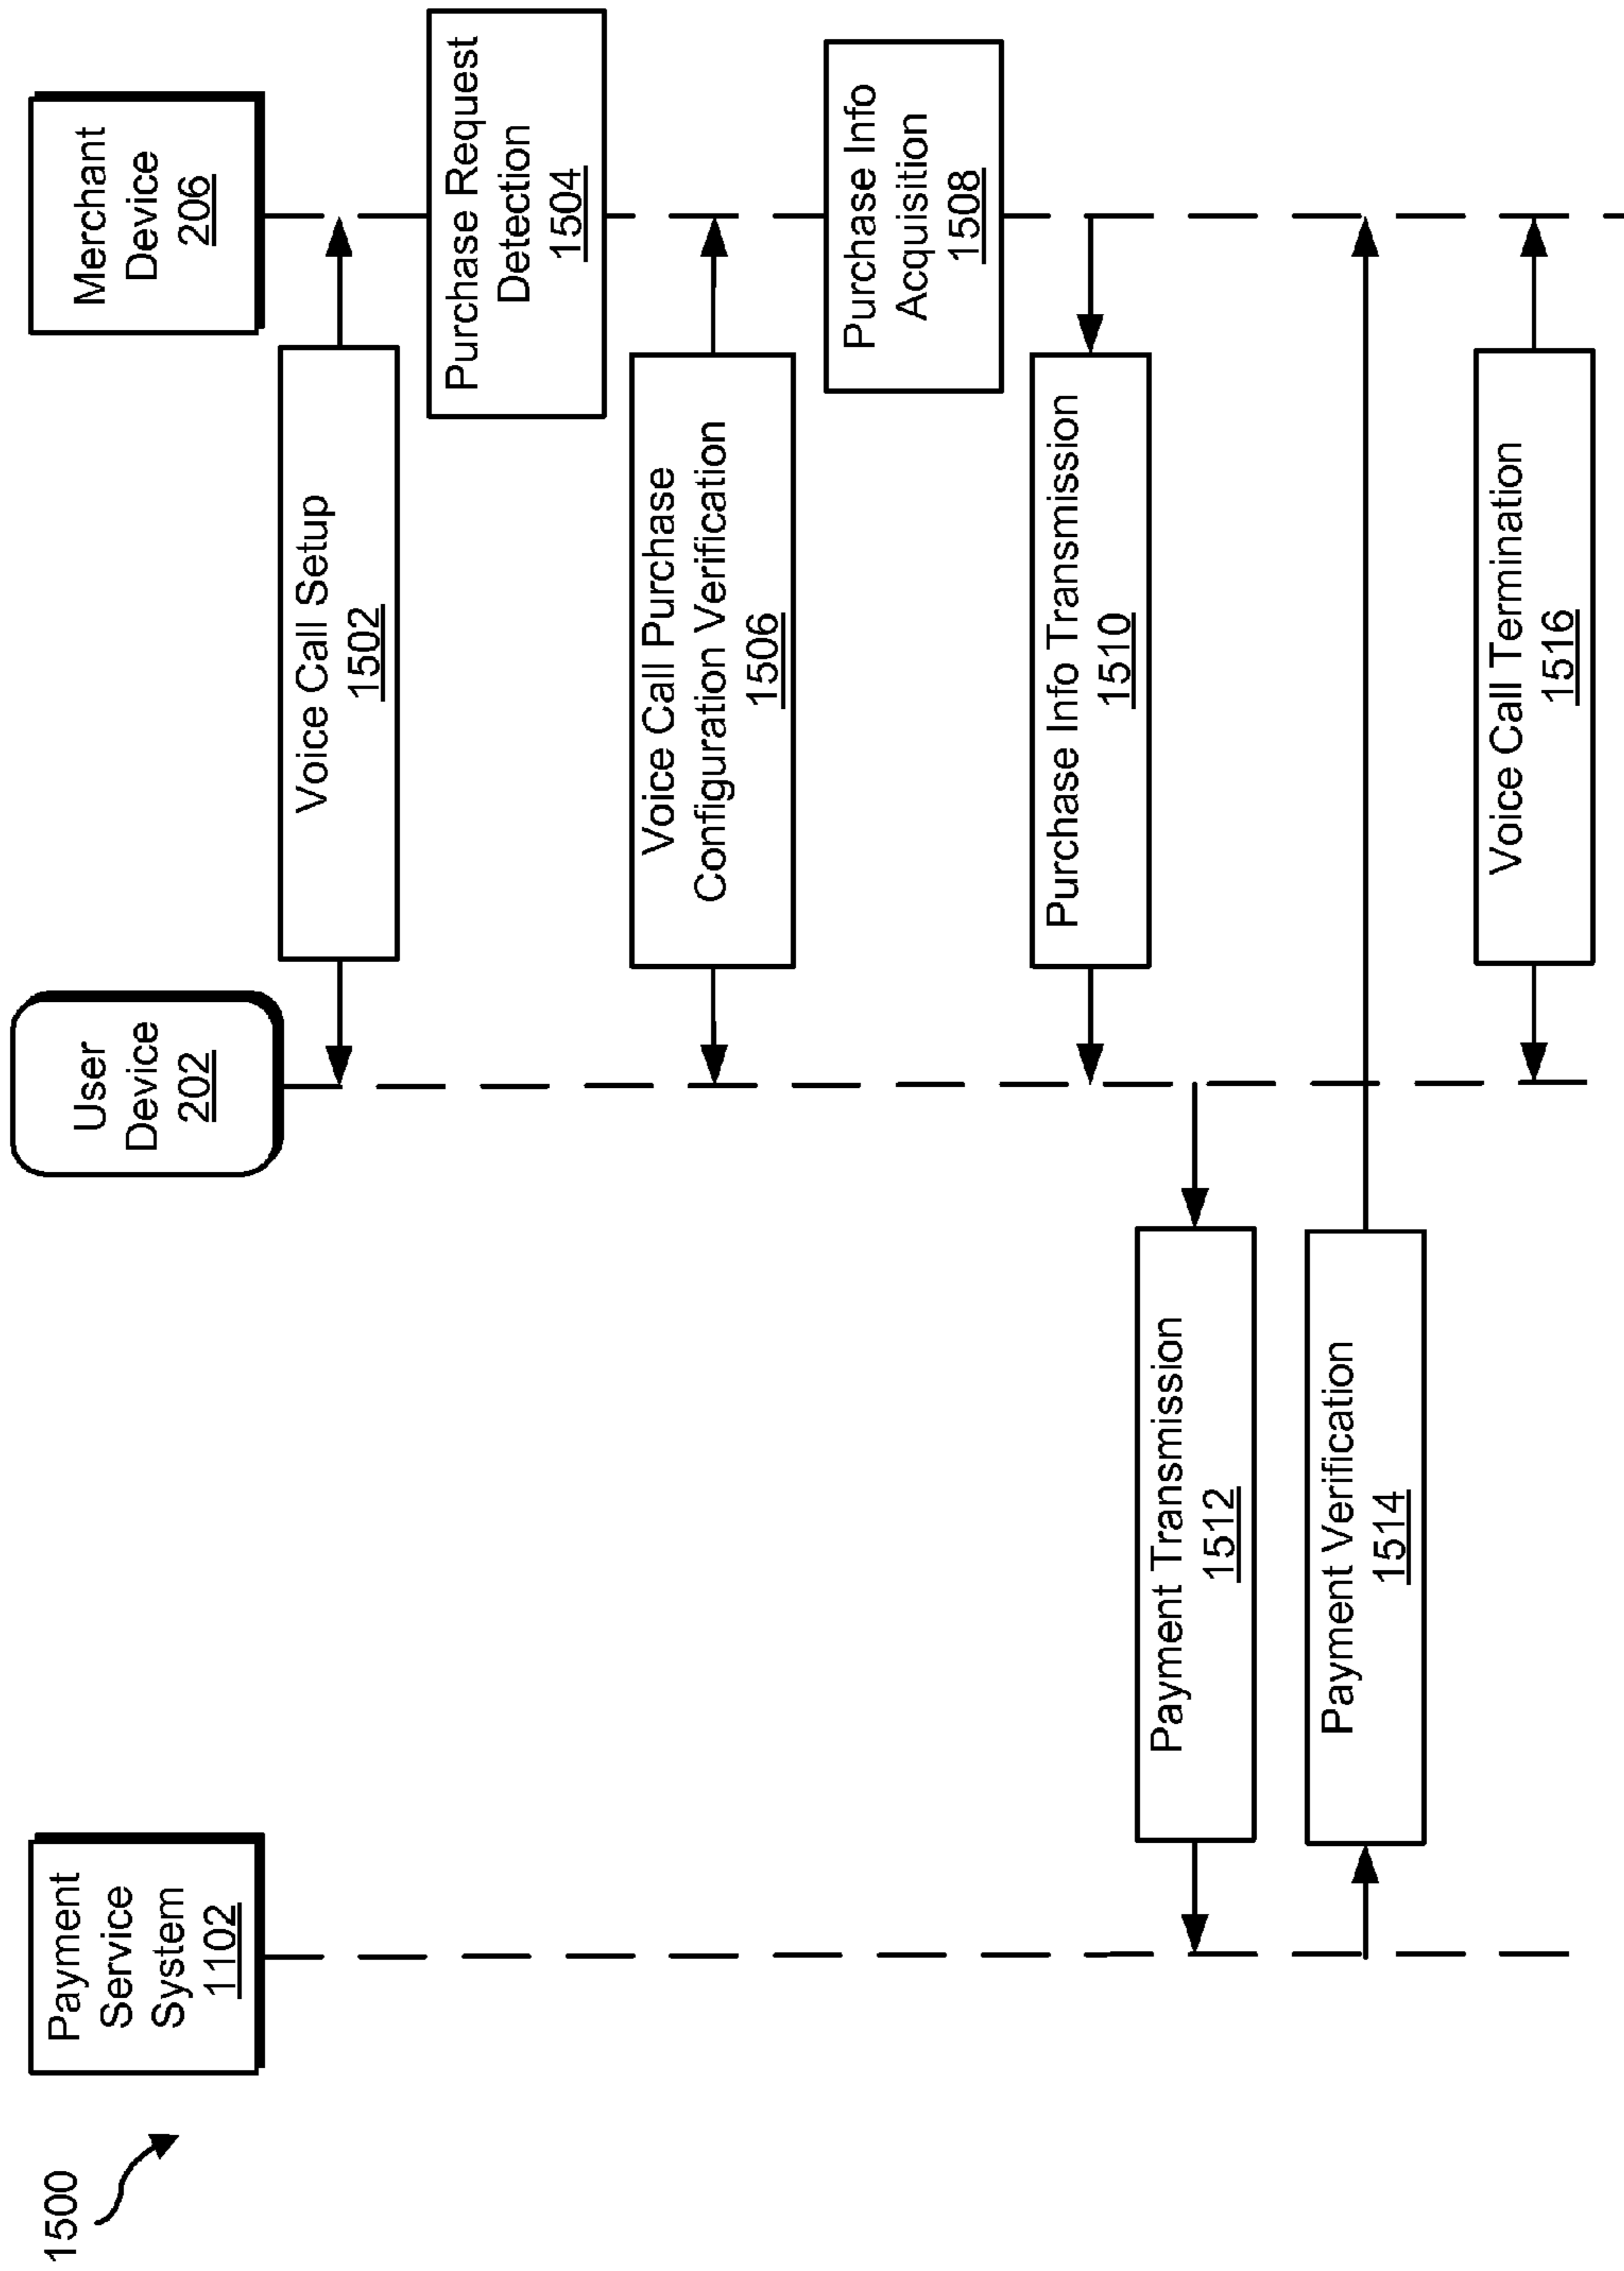 1500
Payment
Service
System
1102
User
Device
202
Merchant
Device
206
Voice Call Setup
1502
Purchase Request
Detection
1504
Voice Call Purchase
Configuration Verification
1506
Purchase Info
Acquisition
1508
Purchase Info Transmission
1510
Payment Transmission
1512
Payment Verification
1514
Voice Call Termination
1516